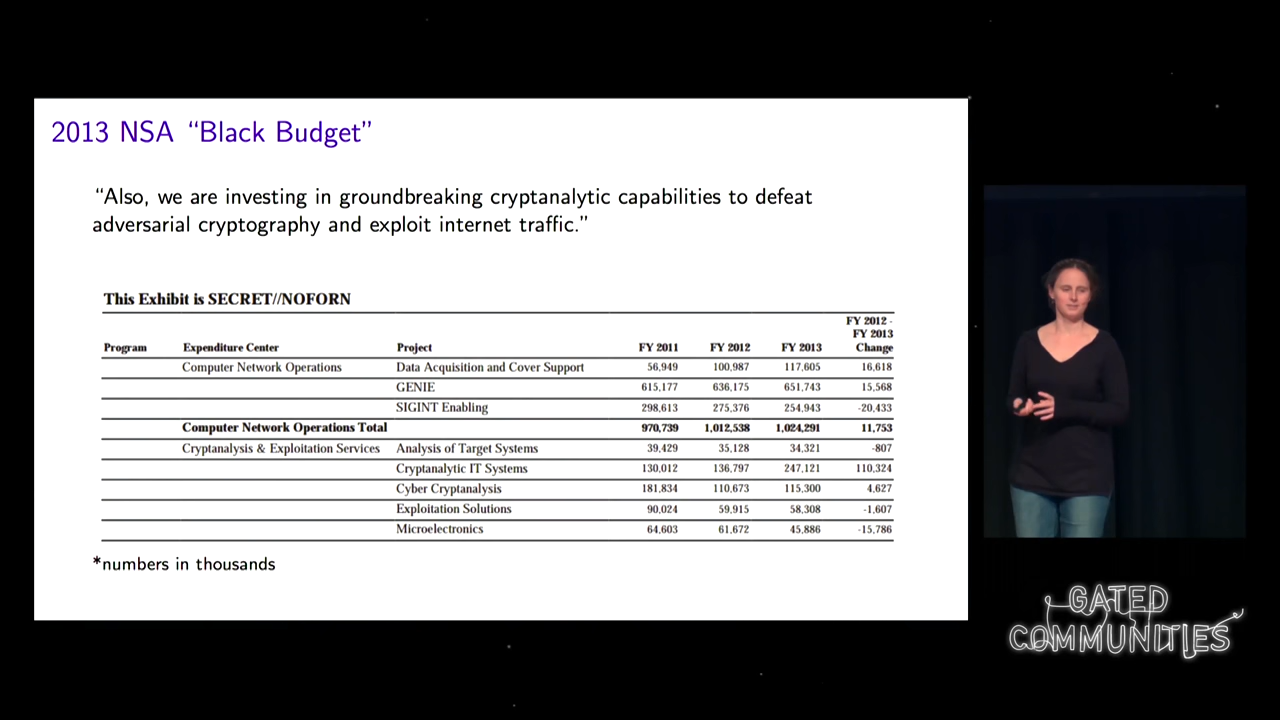 2013 NSA “Black Budget”
“Also, we are investing in groundbreaking cryptanalytic capabilities to defeat
adversarial cryptography and exploit internet traffic.”
This Exhibit is SECRET//NOFORN
Program Expenditure Center Project FY 2011 FY 2012 FY 2013 FY 2012 - FY 2013 Change
Computer Network Operations Data Acquisition and Cover Support 56,949 100,987 117,605 16,618
GENIE 615,177 636,175 651,743 15,568
SIGINT Enabling 298,613 275,376 254,943 -20,433
Computer Network Operations Total 970,739 1,012,538 1,024,291 11,753
Cryptanalysis & Exploitation Services Analysis of Target Systems 39,429 35,128 34,321 -807
Cryptanalytic IT Systems 130,012 136,797 247,121 110,324
Cyber Cryptanalysis 181,834 110,673 115,300 4,627
Exploitation Solutions 90,024 59,915 58,308 -1,607
Microelectronics 64,603 61,672 45,886 -15,786
*numbers in thousands
GATED
COMMUNITIES